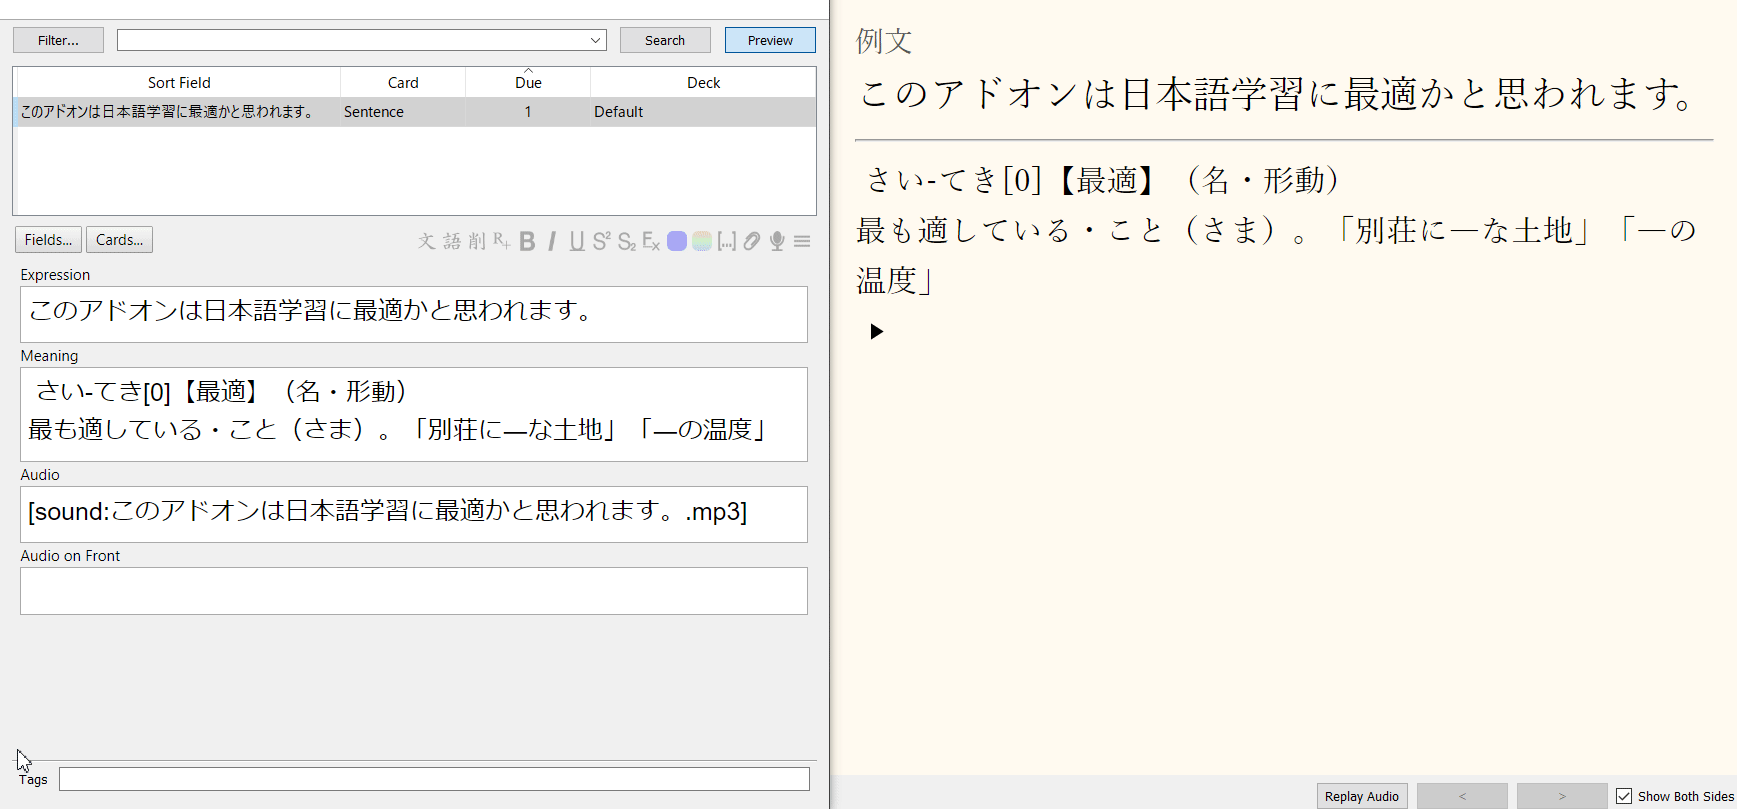 Filter...
Search
Preview
Sort Field
Card
Due
Deck
このアドオンは日本語学習に最適かと思われます。
Sentence
1
Default
Fields...
Cards...
文 語 削 R+ B I U S² S₂ Ex [...]
Expression
このアドオンは日本語学習に最適かと思われます。
Meaning
さい-てき[0]【最適】（名・形動）
最も適している・こと（さま）。「別荘に―な土地」「―の温度」
Audio
[sound:このアドオンは日本語学習に最適かと思われます。.mp3]
Audio on Front
Tags
例文
このアドオンは日本語学習に最適かと思われます。
さい-てき[0]【最適】（名・形動）
最も適している・こと（さま）。「別荘に―な土地」「―の
温度」
Replay Audio
<
>
Show Both Sides